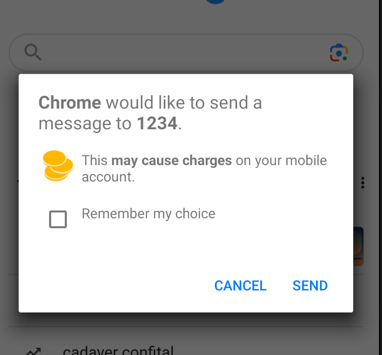 Chrome would like to send a
message to 1234.
This may cause charges on your mobile
account.
Remember my choice
CANCEL SEND
cadaver confital